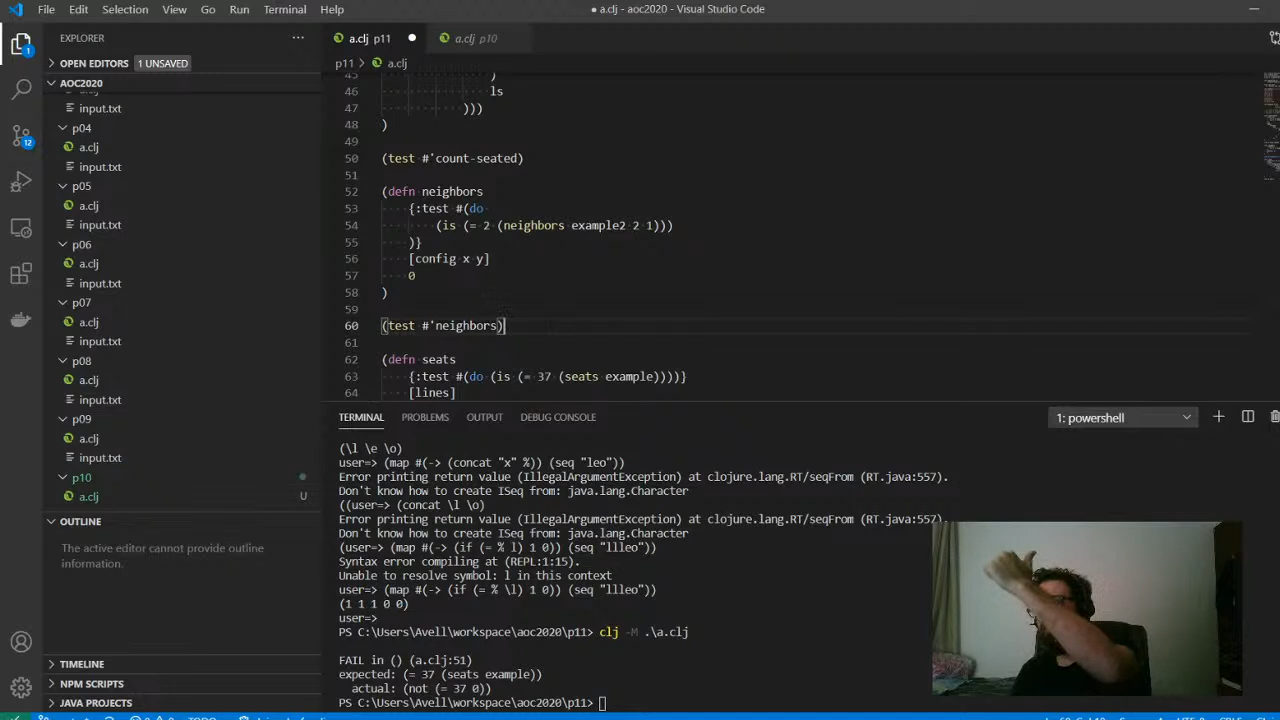 File Edit Selection View Go Run Terminal Help
● a.clj - aoc2020 - Visual Studio Code
EXPLORER
OPEN EDITORS 1 UNSAVED
AOC2020
a.clj
input.txt
p04
a.clj
input.txt
p05
a.clj
input.txt
p06
a.clj
input.txt
p07
a.clj
input.txt
p08
a.clj
input.txt
p09
a.clj
input.txt
p10
a.clj U
OUTLINE
The active editor cannot provide outline
information.
TIMELINE
NPM SCRIPTS
JAVA PROJECTS
1
12
a.clj p11 ●
a.clj p10
p11 > a.clj
45 )
46 ls
47 )))
48 )
49
50 (test #'count-seated)
51
52 (defn neighbors
53 {:test #(do
54 (is (= 2 (neighbors example2 2 1)))
55 )}
56 [config x y]
57 0
58 )
59
60 (test #'neighbors)
61
62 (defn seats
63 {:test #(do (is (= 37 (seats example))))}
64 [lines]
TERMINAL PROBLEMS OUTPUT DEBUG CONSOLE
1: powershell
(\l \e \o)
user=> (map #(-> (concat "x" %)) (seq "leo"))
Error printing return value (IllegalArgumentException) at clojure.lang.RT/seqFrom (RT.java:557).
Don't know how to create ISeq from: java.lang.Character
((user=> (concat \l \o)
Error printing return value (IllegalArgumentException) at clojure.lang.RT/seqFrom (RT.java:557).
Don't know how to create ISeq from: java.lang.Character
(user=> (map #(-> (if (= % l) 1 0)) (seq "llleo"))
Syntax error compiling at (REPL:1:15).
Unable to resolve symbol: l in this context
user=> (map #(-> (if (= % \l) 1 0)) (seq "llleo"))
(1 1 1 0 0)
user=>
PS C:\Users\Avell\workspace\aoc2020\p11> clj -M .\a.clj
FAIL in () (a.clj:51)
expected: (= 37 (seats example))
actual: (not (= 37 0))
PS C:\Users\Avell\workspace\aoc2020\p11>